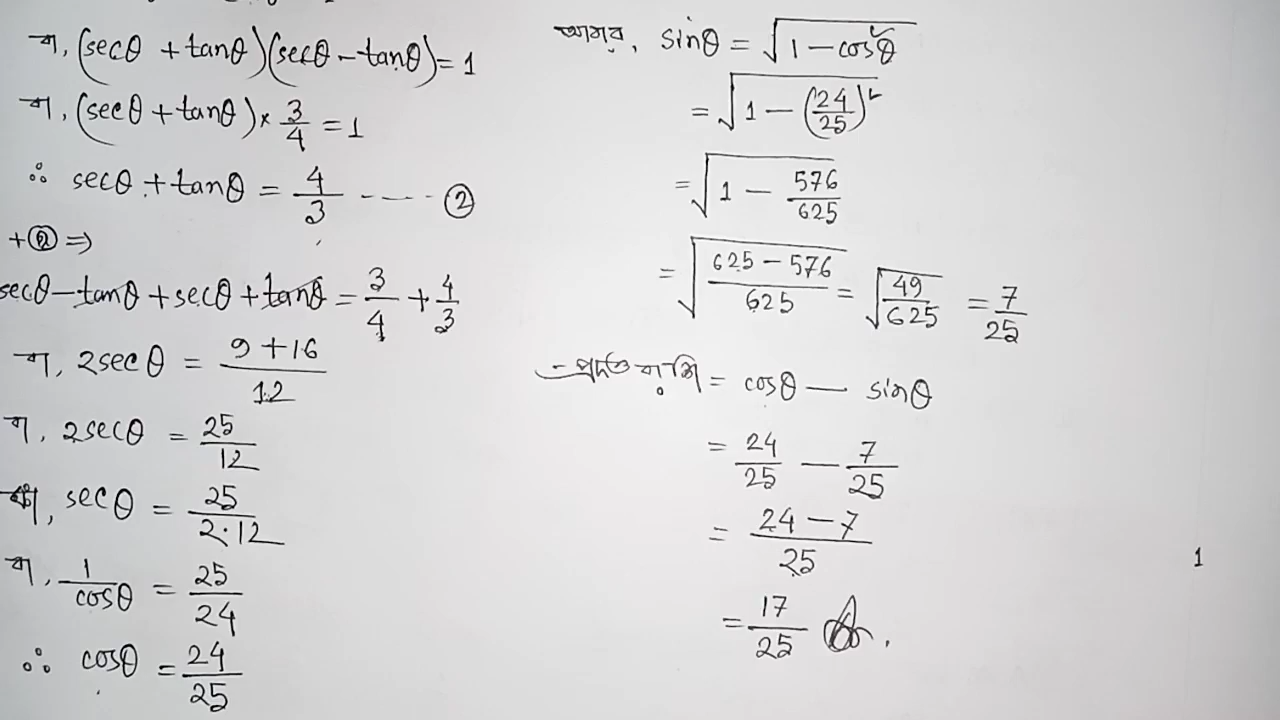 বা, (secθ + tanθ)(secθ - tanθ) = 1
বা, (secθ + tanθ) × 3/4 = 1
∴ secθ + tanθ = 4/3 ---- ②
+② ⇒
secθ - tanθ + secθ + tanθ = 3/4 + 4/3
বা, 2secθ = (9 + 16)/12
বা, 2secθ = 25/12
বা, secθ = 25/(2·12)
বা, 1/cosθ = 25/24
∴ cosθ = 24/25
আবার, sinθ = √(1 - cos²θ)
= √(1 - (24/25)²)
= √(1 - 576/625)
= √((625 - 576)/625) = √(49/625) = 7/25
প্রদত্ত রাশি = cosθ - sinθ
= 24/25 - 7/25
= (24 - 7)/25
= 17/25
1